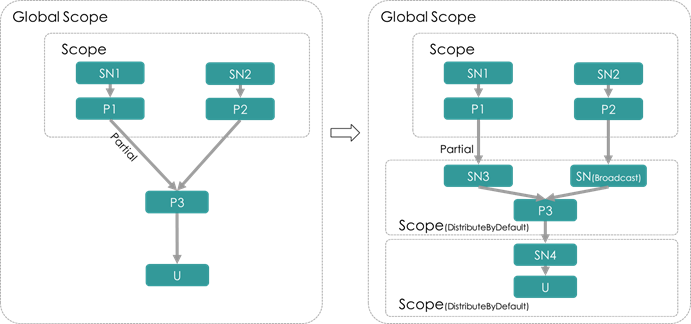 Global Scope
Scope
SN1
SN2
P1
P2
Partial
P3
U
Global Scope
Scope
SN1
SN2
P1
P2
Partial
SN3
SN(Broadcast)
P3
Scope(DistributeByDefault)
SN4
U
Scope(DistributeByDefault)